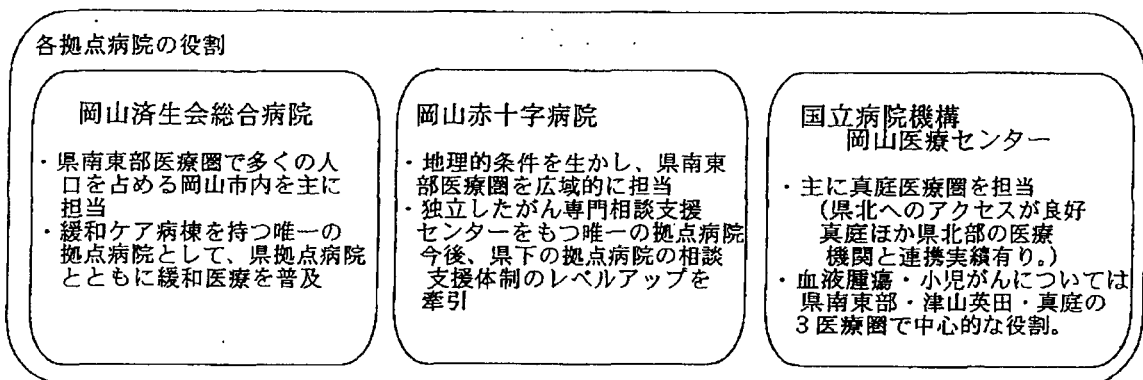 各拠点病院の役割
岡山済生会総合病院
・県南東部医療圏で多くの人
口を占める岡山市内を主に
担当
・緩和ケア病棟を持つ唯一の
拠点病院として、県拠点病院
とともに緩和医療を普及
岡山赤十字病院
・地理的条件を生かし、県南東
部医療圏を広域的に担当
・独立したがん専門相談支援
センターをもつ唯一の拠点病院
今後、県下の拠点病院の相談
支援体制のレベルアップを
牽引
国立病院機構
岡山医療センター
・主に真庭医療圏を担当
(県北へのアクセスが良好
真庭ほか県北部の医療
機関と連携実績有り。)
・血液腫瘍・小児がんについては
県南東部・津山英田・真庭の
3医療圏で中心的な役割。